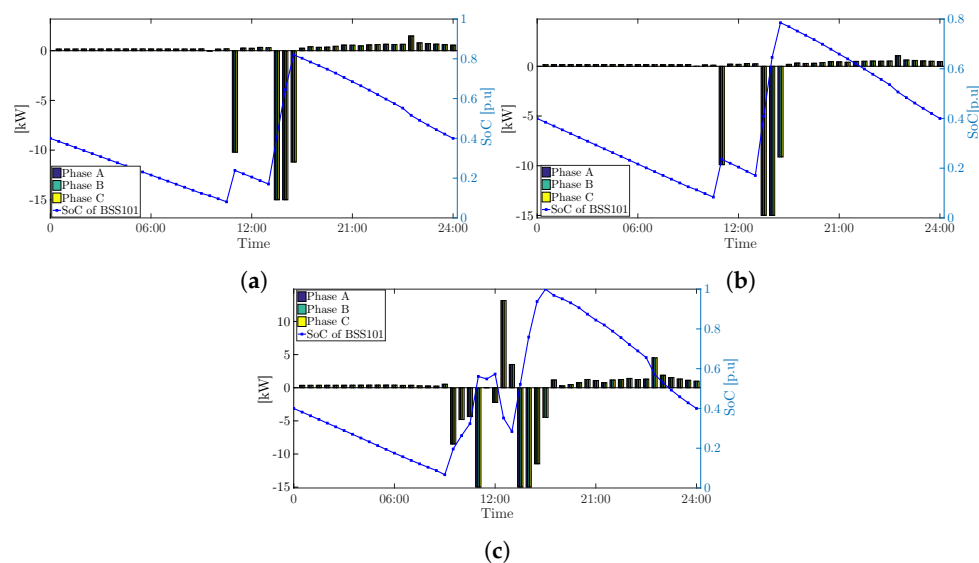 0
-5
-10
-15
[kW]
1
0.8
0.6
0.4
0.2
0
SoC [p.u]
Phase A
Phase B
Phase C
SoC of BSS101
0 06:00 12:00 21:00 24:00
Time
(a)
5
0
-5
-10
-15
[kW]
0.8
0.6
0.4
0.2
0
SoC[p.u]
Phase A
Phase B
Phase C
SoC of BSS101
0 06:00 12:00 21:00 24:00
Time
(b)
Phase A
Phase B
Phase C
SoC of BSS101
10
5
0
-5
-10
-15
[kW]
1
0.8
0.6
0.4
0.2
0
SoC [p.u]
0 06:00 12:00 21:00 24:00
Time
(c)